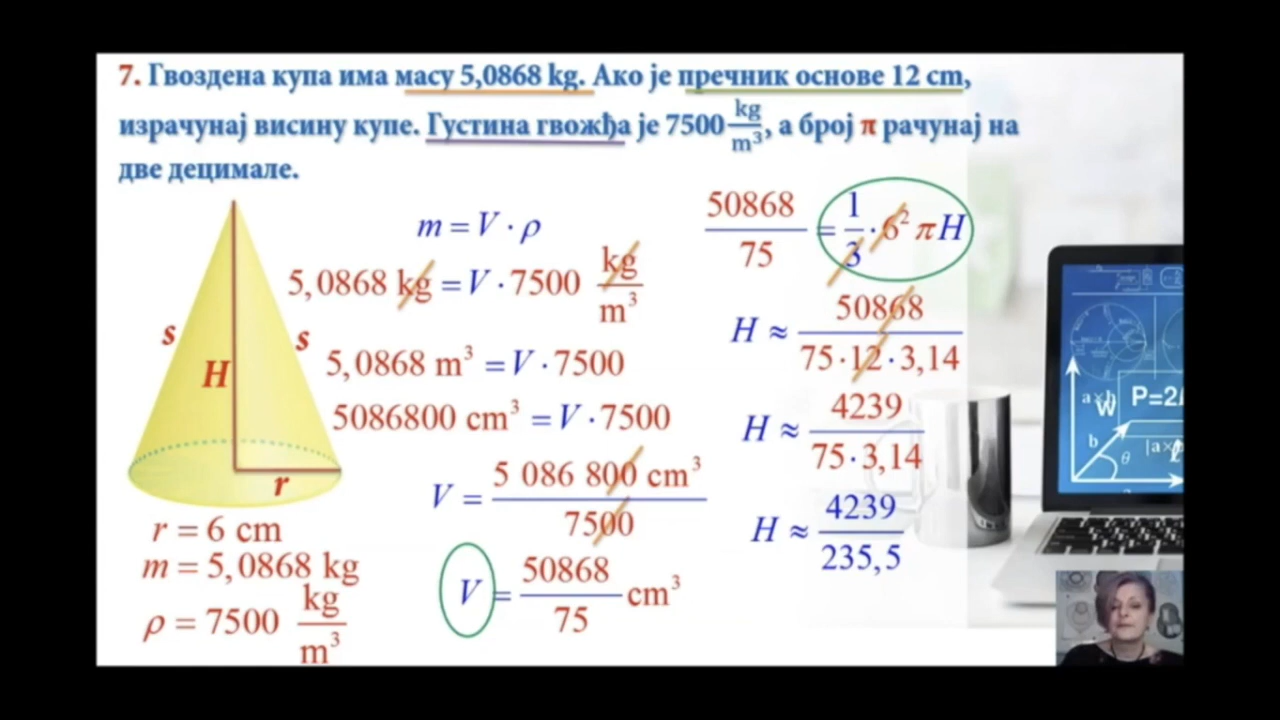 7. Гвоздена купа има масу 5,0868 kg. Ако је пречник основе 12 cm,
израчунај висину купе. Густина гвожђа је 7500 kg/m³, а број π рачунај на
две децимале.
s
s
H
r
r = 6 cm
m = 5,0868 kg
ρ = 7500 kg/m³
m = V · ρ
5,0868 kg = V · 7500 kg/m³
5,0868 m³ = V · 7500
5086800 cm³ = V · 7500
V = 5 086 800 cm³/7500
V = 50868/75 cm³
50868/75 = 1/3 · 6² π H
H ≈ 50868/75 · 12 · 3,14
H ≈ 4239/75 · 3,14
H ≈ 4239/235,5
a×b
W
P=2
b
θ
|a×